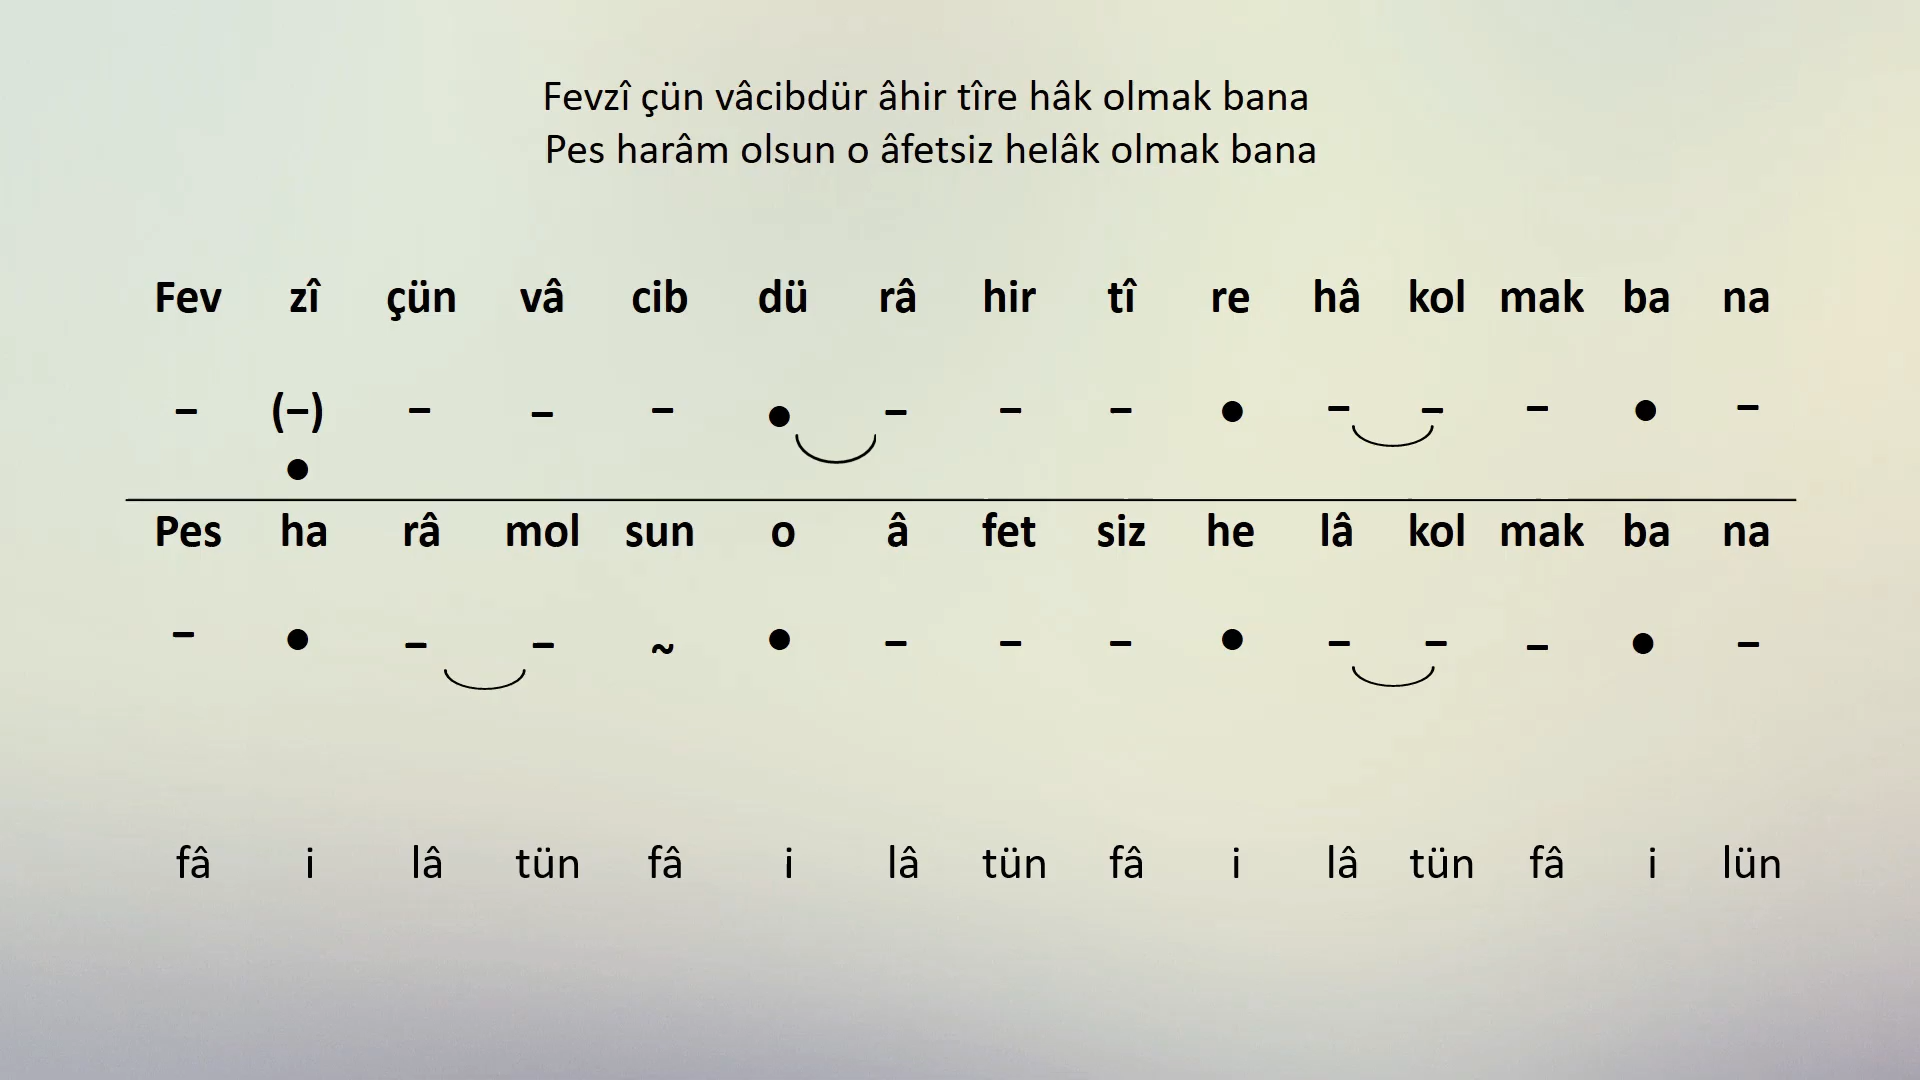 Fevzî çün vâcibdür âhir tîre hâk olmak bana
Pes harâm olsun o âfetsiz helâk olmak bana
Fev zî çün vâ cib dü râ hir tî re hâ kol mak ba na
– (–) – – – ● – – – ● – – – ● –
●
Pes ha râ mol sun o â fet siz he lâ kol mak ba na
– ● – – ~ ● – – – ● – – – ● –
fâ i lâ tün fâ i lâ tün fâ i lâ tün fâ i lün